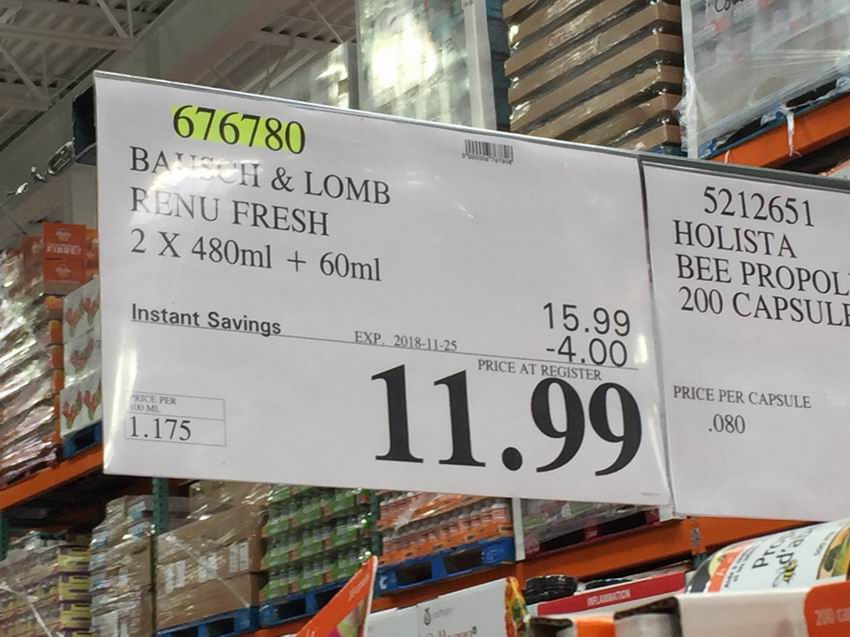 676780
BAUSCH & LOMB
RENU FRESH
2 X 480ml + 60ml
Instant Savings
EXP. 2018-11-25
15.99
-4.00
PRICE AT REGISTER
11.99
PRICE PER
100 ML
1.175
5212651
HOLISTA
BEE PROPOL
200 CAPSULE
PRICE PER CAPSULE
.080
INFLAMMATION